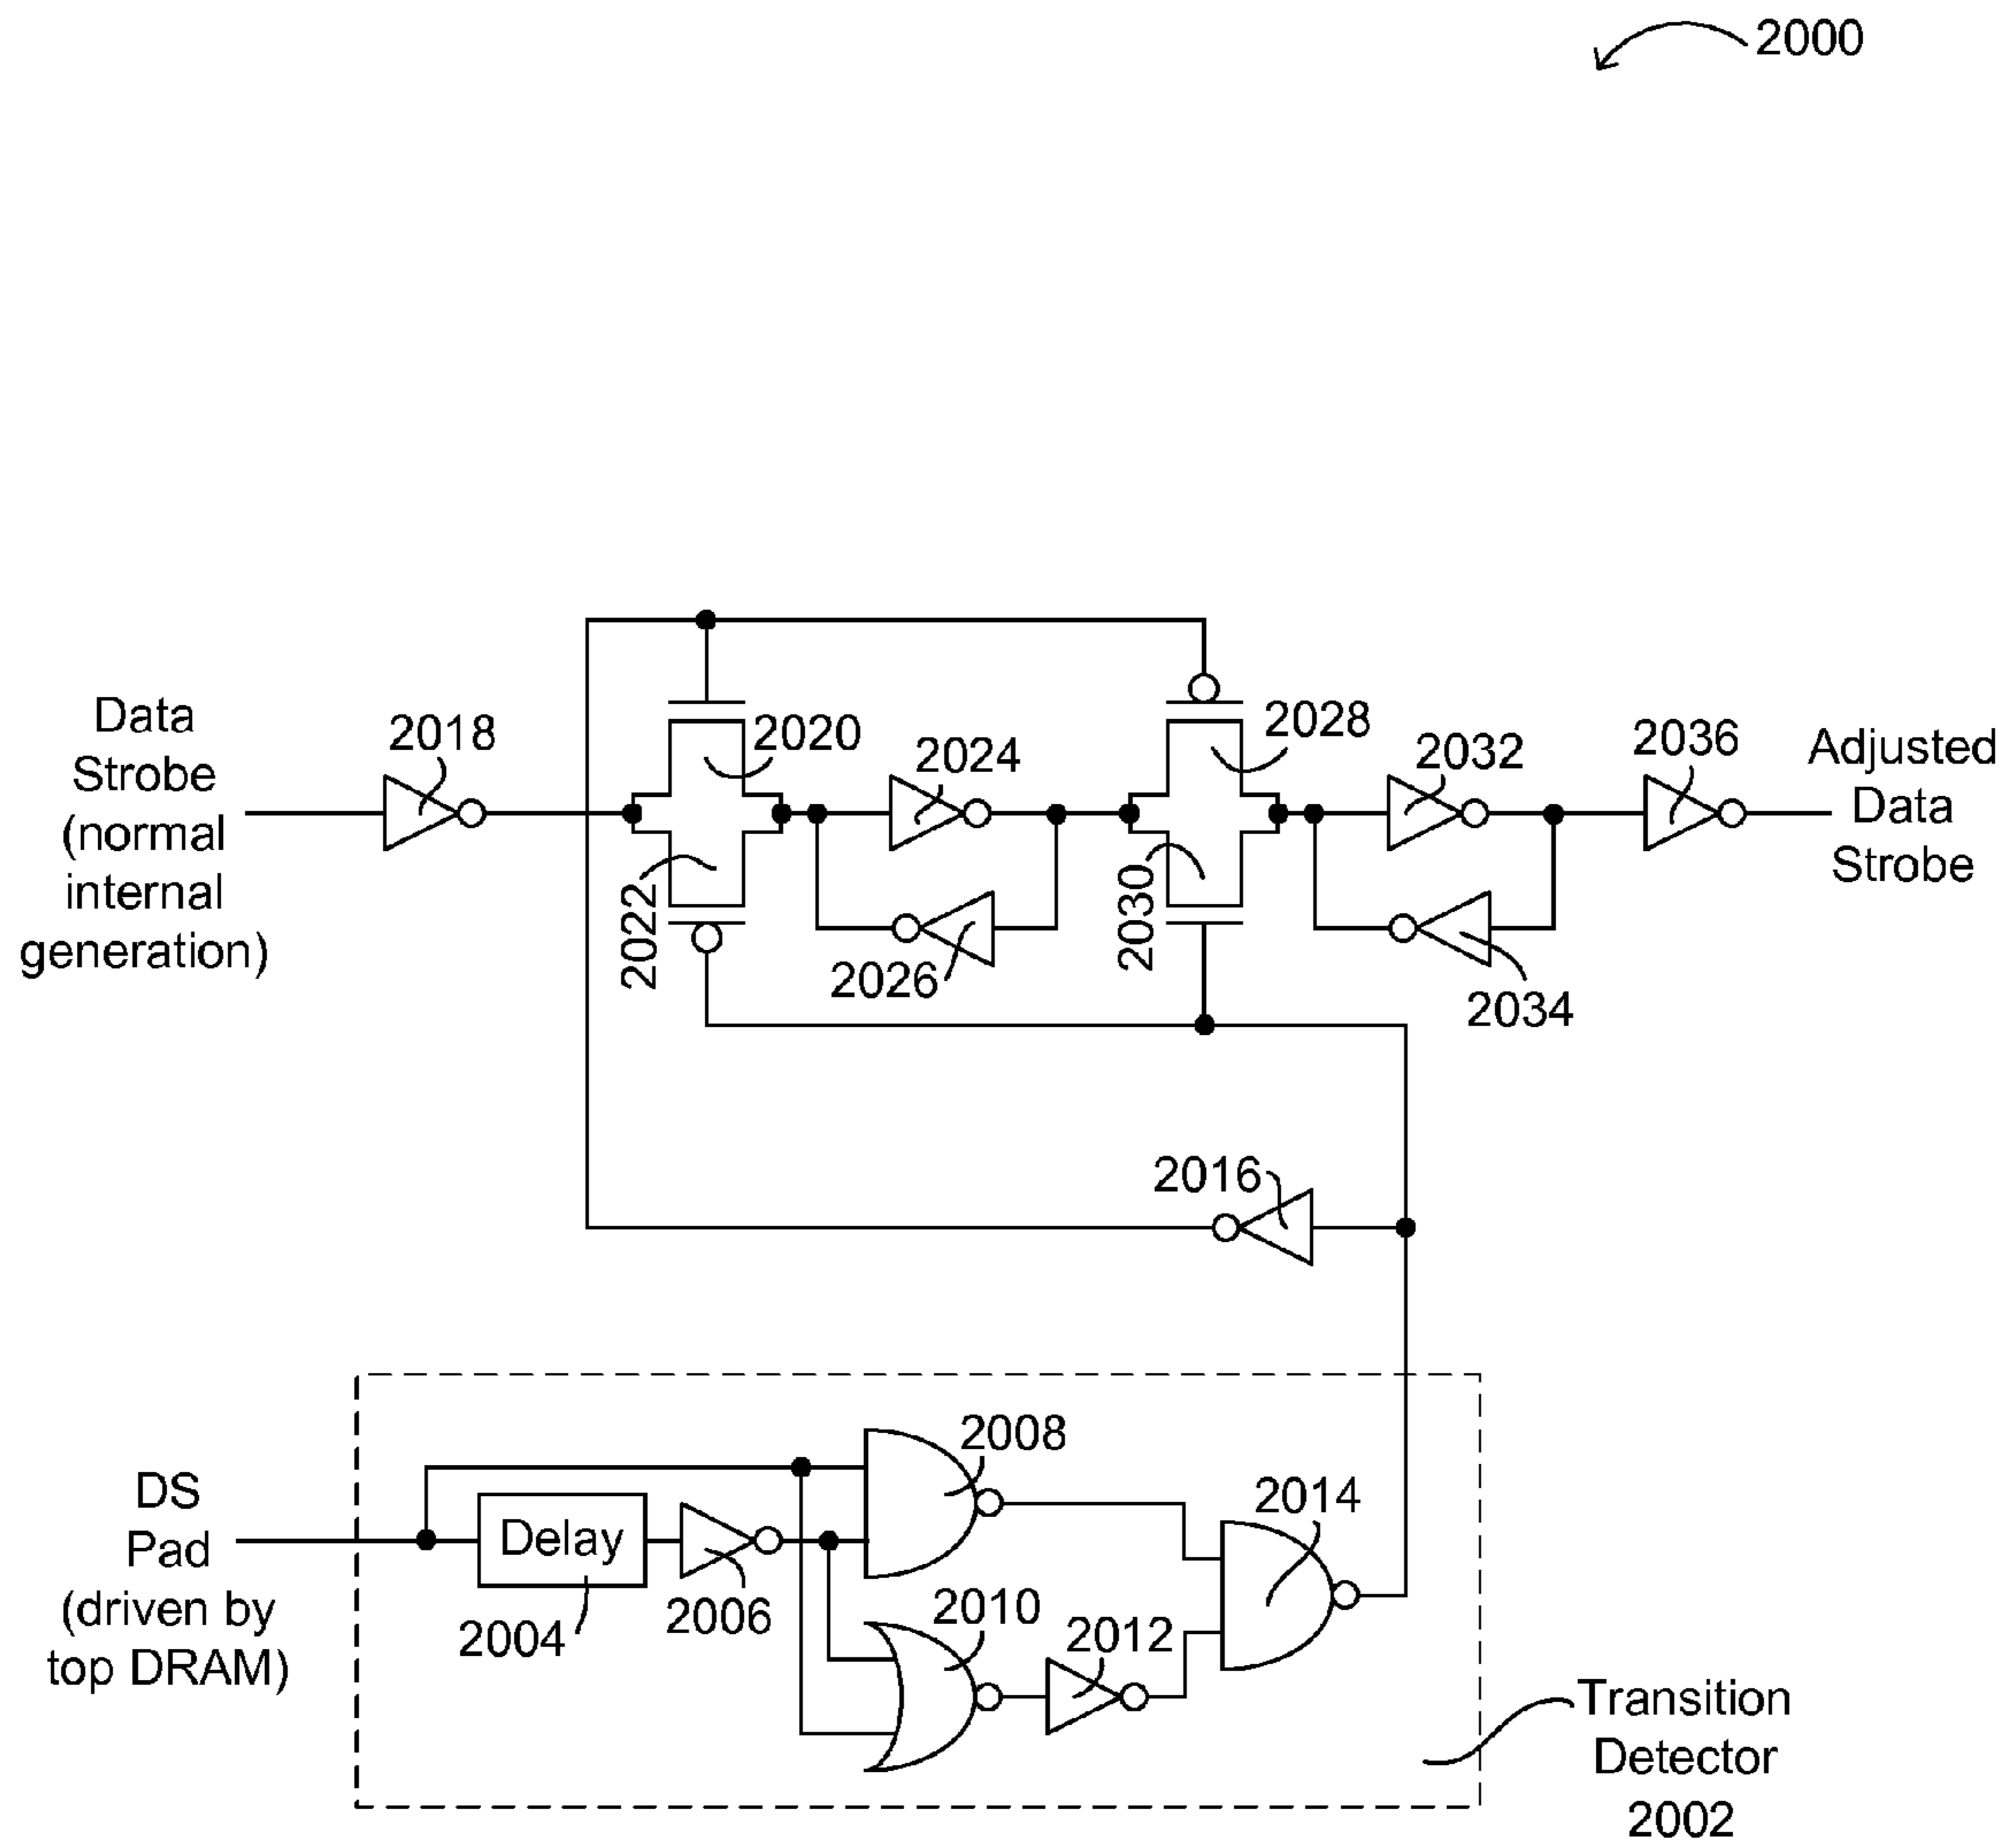 2000
Data
Strobe
(normal
internal
generation)
2018
2020
2022
2024
2026
2028
2030
2032
2034
2036
Adjusted
Data
Strobe
2016
DS
Pad
(driven by
top DRAM)
Delay
2004
2006
2008
2010
2012
2014
Transition
Detector
2002